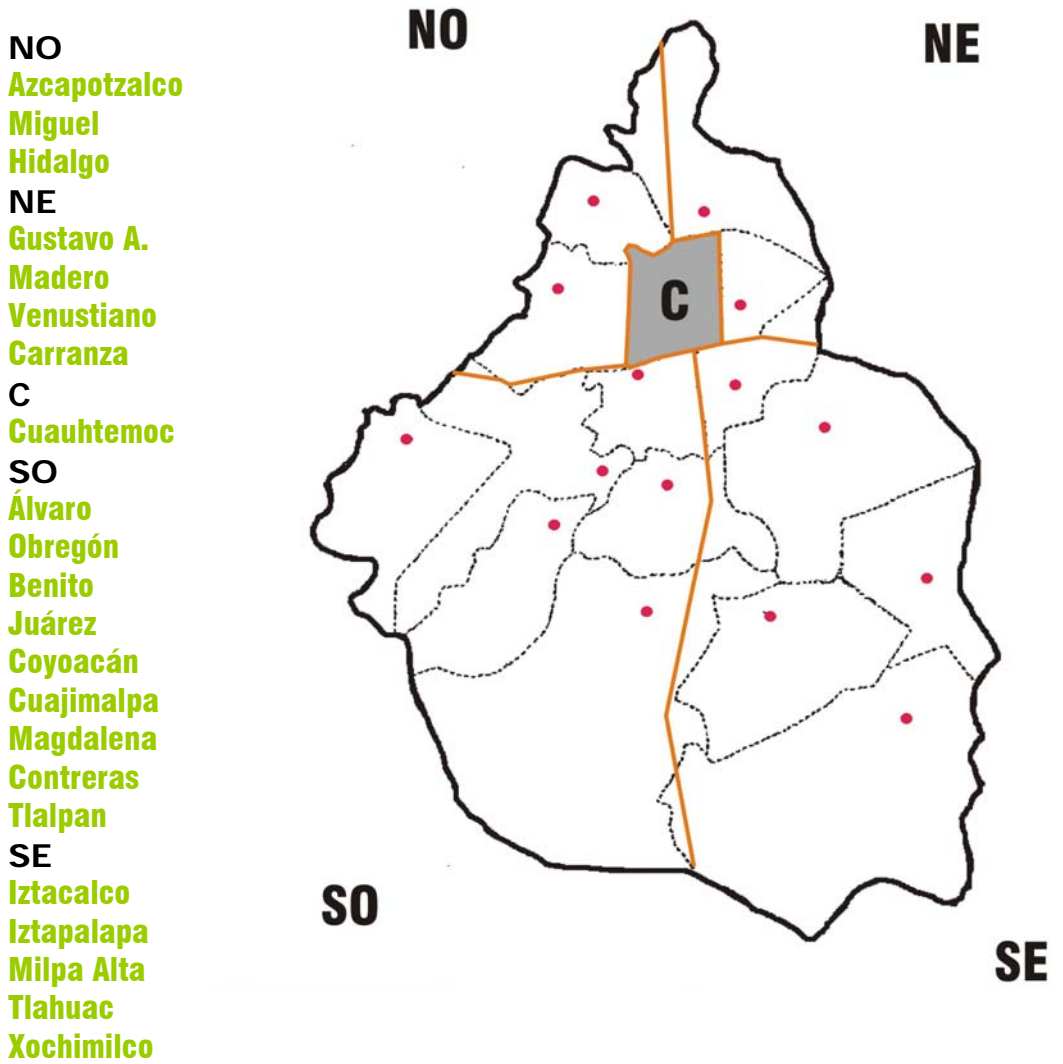 NO
Azcapotzalco
Miguel
Hidalgo
NE
Gustavo A.
Madero
Venustiano
Carranza
C
Cuauhtemoc
SO
Álvaro
Obregón
Benito
Juárez
Coyoacán
Cuajimalpa
Magdalena
Contreras
Tlalpan
SE
Iztacalco
Iztapalapa
Milpa Alta
Tlahuac
Xochimilco
NO
NE
C
SO
SE